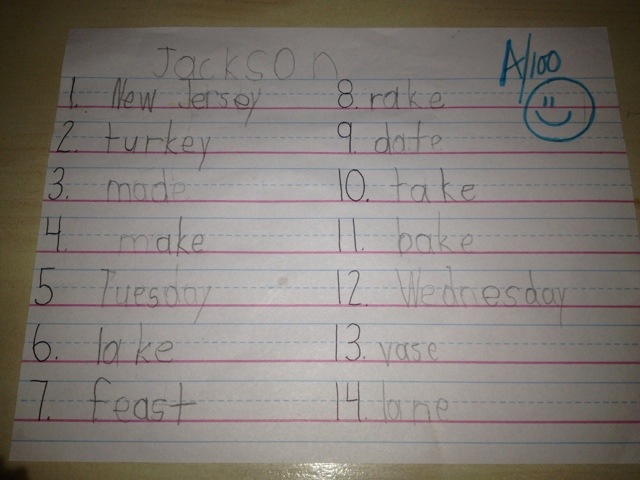 Jackson
A/100
1. New Jersey
2. turkey
3. made
4. make
5 Tuesday
6. lake
7. feast
8. rake
9. date
10. take
11. bake
12. Wednesday
13. vase
14. lane